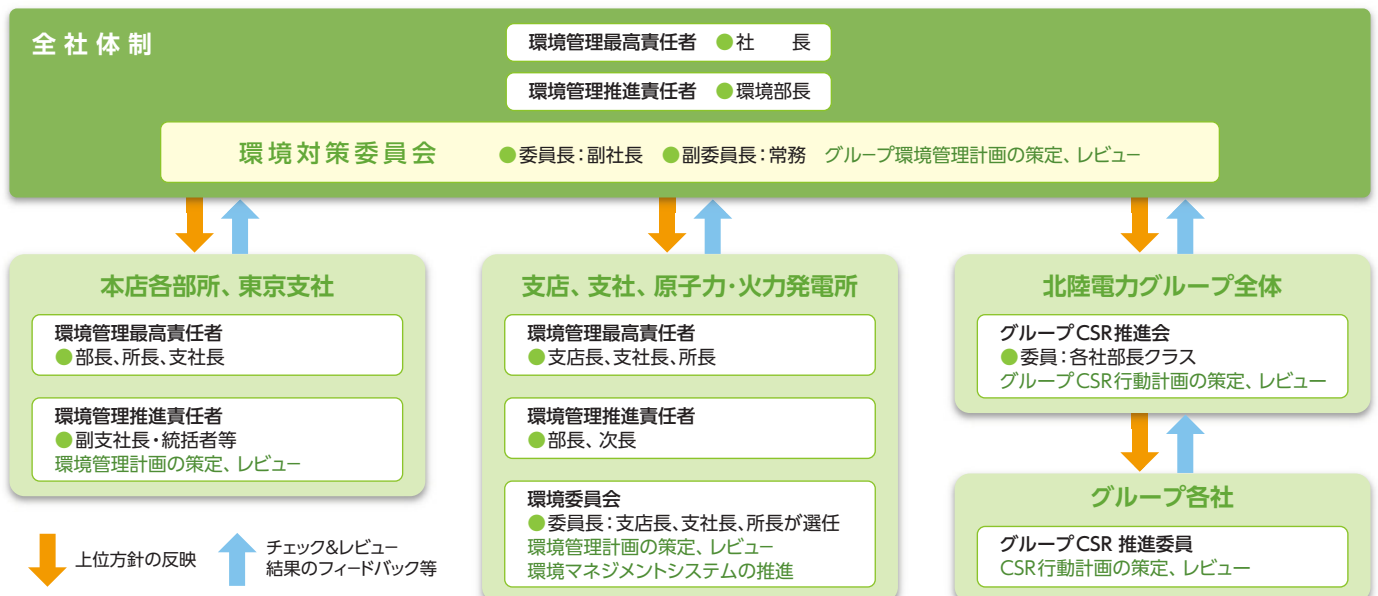 全社体制
環境管理最高責任者 ●社　長
環境管理推進責任者 ●環境部長
環境対策委員会 ●委員長：副社長 ●副委員長：常務 グループ環境管理計画の策定、レビュー
本店各部所、東京支社
環境管理最高責任者
●部長、所長、支社長
環境管理推進責任者
●副支社長・統括者等
環境管理計画の策定、レビュー
支店、支社、原子力・火力発電所
環境管理最高責任者
●支店長、支社長、所長
環境管理推進責任者
●部長、次長
環境委員会
●委員長：支店長、支社長、所長が選任
環境管理計画の策定、レビュー
環境マネジメントシステムの推進
北陸電力グループ全体
グループCSR推進会
●委員：各社部長クラス
グループCSR行動計画の策定、レビュー
グループ各社
グループCSR 推進委員
CSR行動計画の策定、レビュー
上位方針の反映
チェック&レビュー
結果のフィードバック等